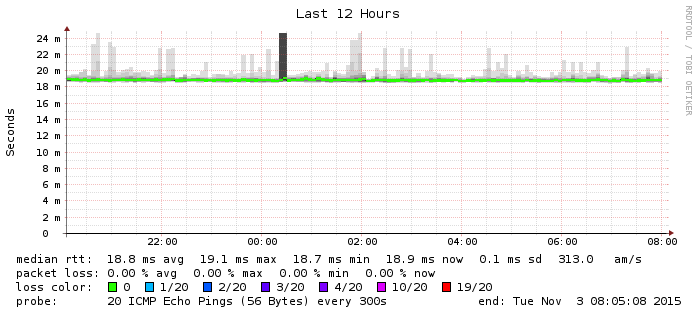 Last 12 Hours
RRDTOOL / TOBI OETIKER
Seconds
24 m
22 m
20 m
18 m
16 m
14 m
12 m
10 m
8 m
6 m
4 m
2 m
0
22:00 00:00 02:00 04:00 06:00 08:00
median rtt: 18.8 ms avg 19.1 ms max 18.7 ms min 18.9 ms now 0.1 ms sd 313.0 am/s
packet loss: 0.00 % avg 0.00 % max 0.00 % min 0.00 % now
loss color: 0 1/20 2/20 3/20 4/20 10/20 19/20
probe: 20 ICMP Echo Pings (56 Bytes) every 300s end: Tue Nov 3 08:05:08 2015